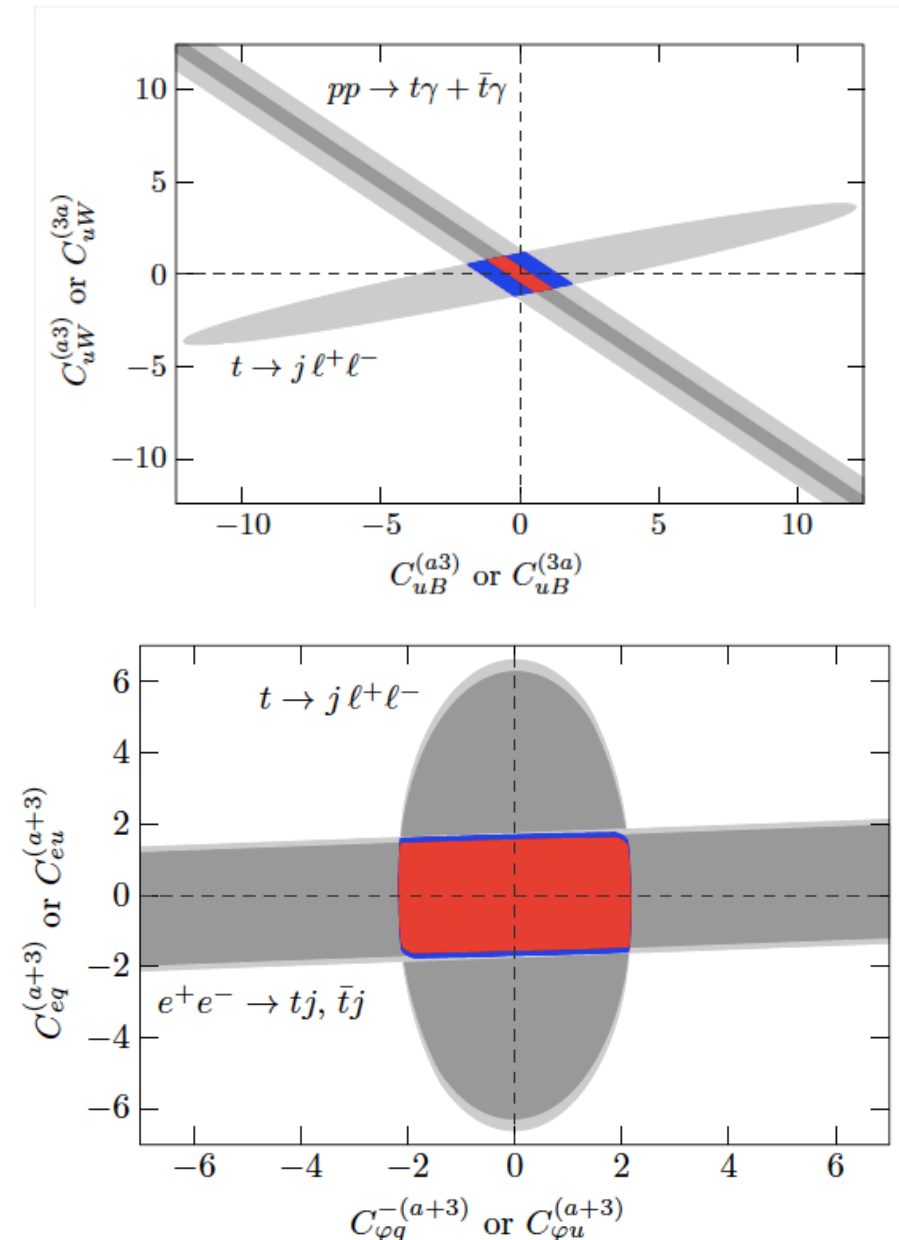 10
5
0
−5
−10
pp → tγ + t̄γ
t → j ℓ⁺ℓ⁻
C_{uW}^{(a3)} or C_{uW}^{(3a)}
−10 −5 0 5 10
C_{uB}^{(a3)} or C_{uB}^{(3a)}
6
4
2
0
−2
−4
−6
t → j ℓ⁺ℓ⁻
e⁺e⁻ → tj, t̄j
C_{eq}^{(a+3)} or C_{eu}^{(a+3)}
−6 −4 −2 0 2 4 6
C_{φq}^{−(a+3)} or C_{φu}^{(a+3)}